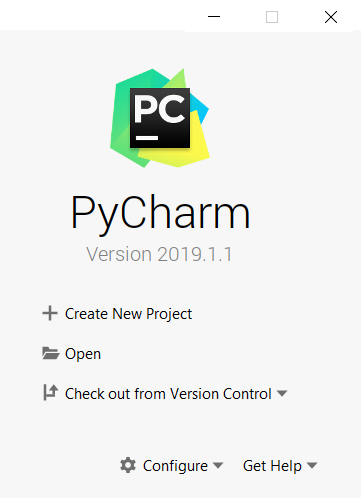 PC
PyCharm
Version 2019.1.1
Create New Project
Open
Check out from Version Control
Configure Get Help